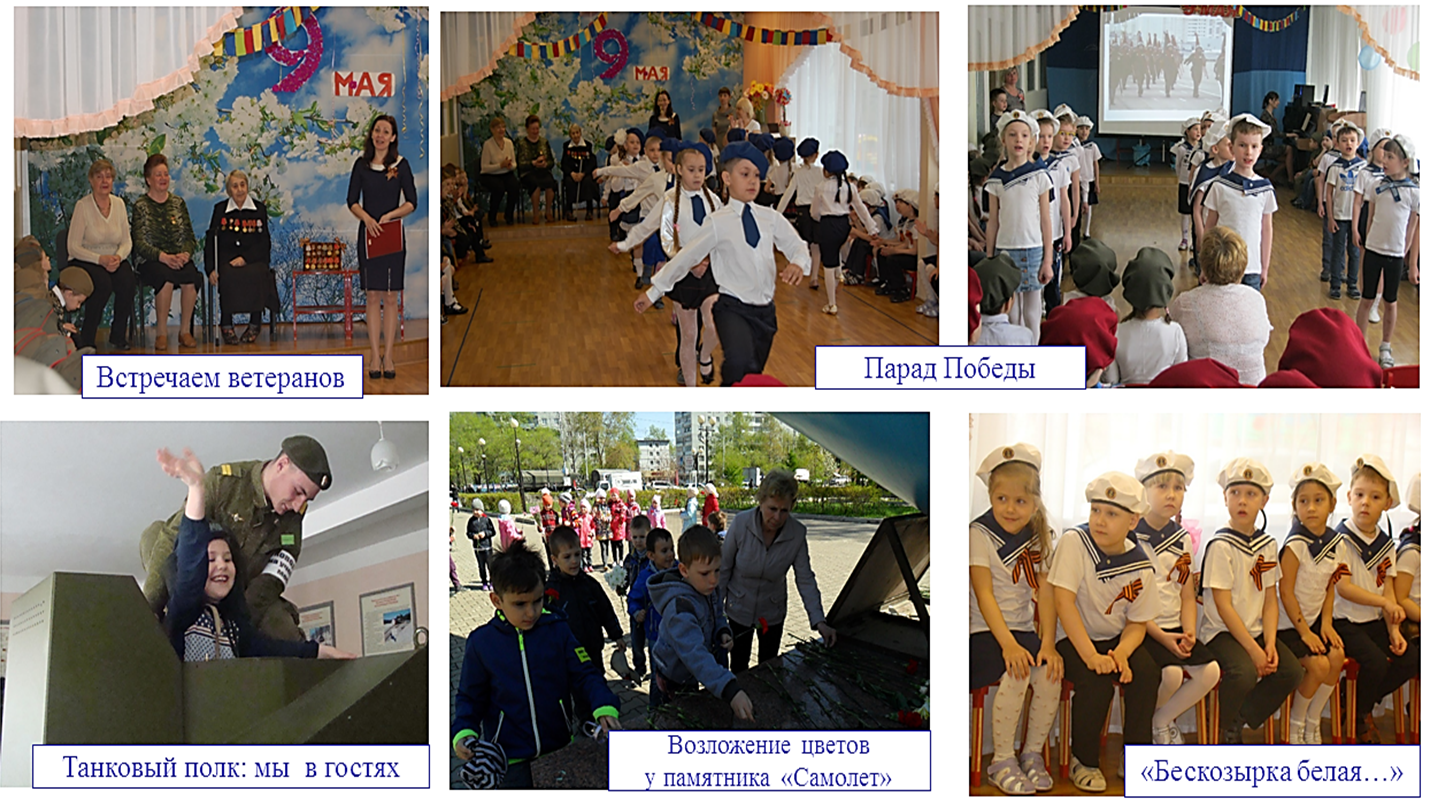 9
МАЯ
9
МАЯ
Встречаем ветеранов
Парад Победы
Танковый полк: мы в гостях
Возложение цветов
у памятника «Самолет»
«Бескозырка белая…»